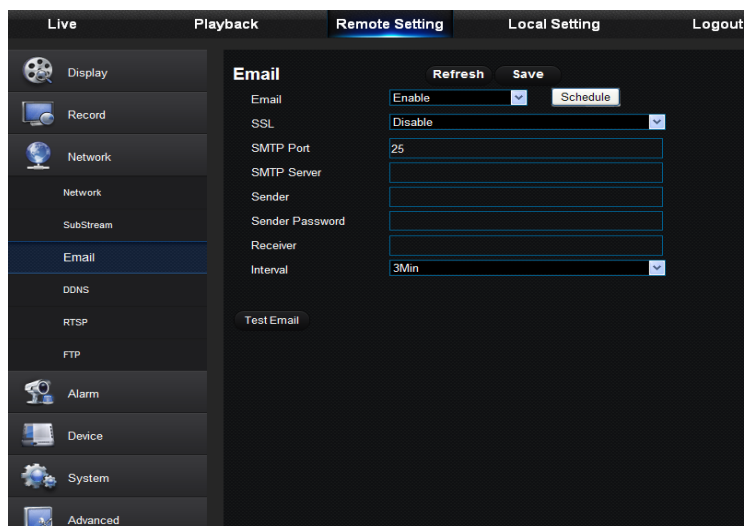 Live Playback Remote Setting Local Setting Logout
Display
Record
Network
Network
SubStream
Email
DDNS
RTSP
FTP
Alarm
Device
System
Advanced
Email Refresh Save
Email Enable Schedule
SSL Disable
SMTP Port 25
SMTP Server
Sender
Sender Password
Receiver
Interval 3Min
Test Email